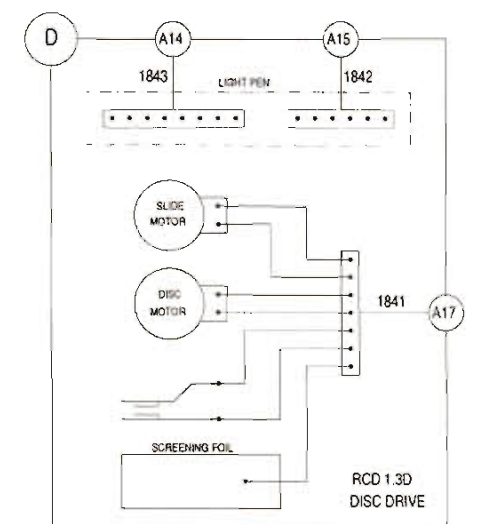 D
A14
A15
1843
LIGHT PEN
1842
SLIDE
MOTOR
DISC
MOTOR
1841
A17
SCREENING FOIL
RCD 1.3D
DISC DRIVE